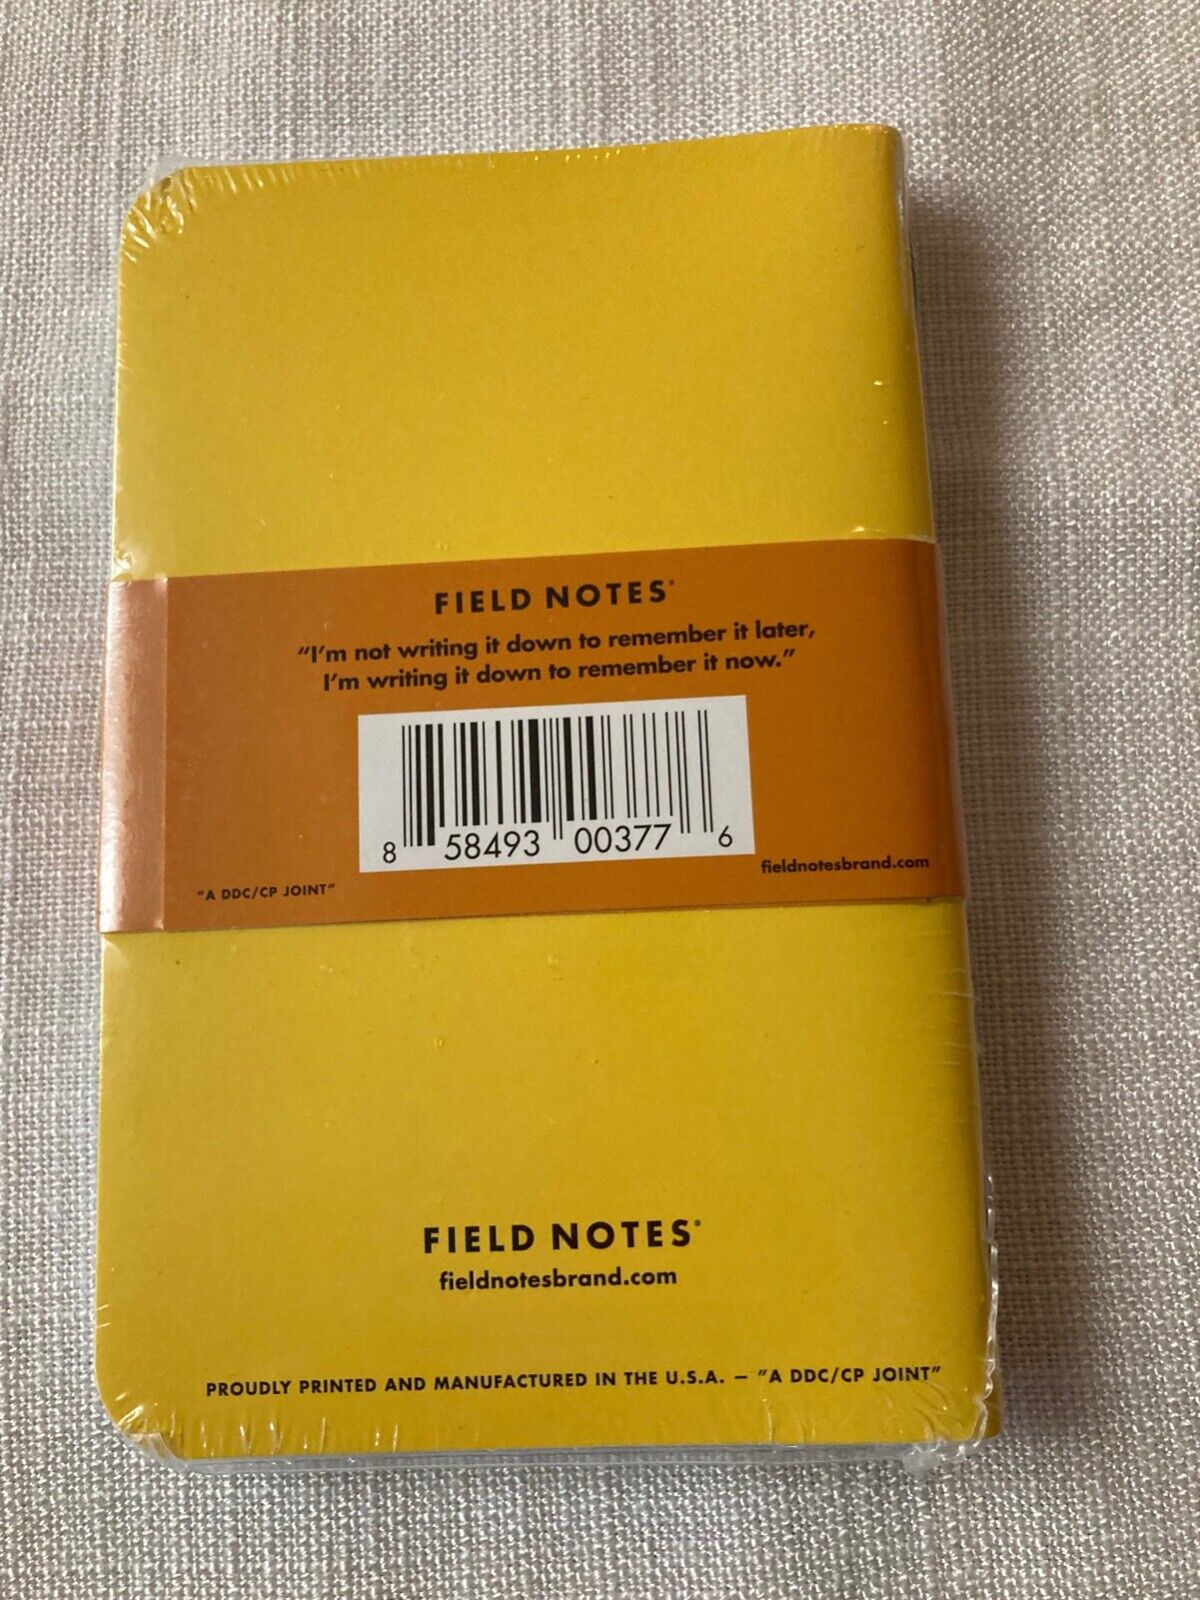 FIELD NOTES®
“I’m not writing it down to remember it later,
I’m writing it down to remember it now.”
8 58493 00377 6
fieldnotesbrand.com
“A DDC/CP JOINT”
FIELD NOTES®
fieldnotesbrand.com
PROUDLY PRINTED AND MANUFACTURED IN THE U.S.A. — “A DDC/CP JOINT”